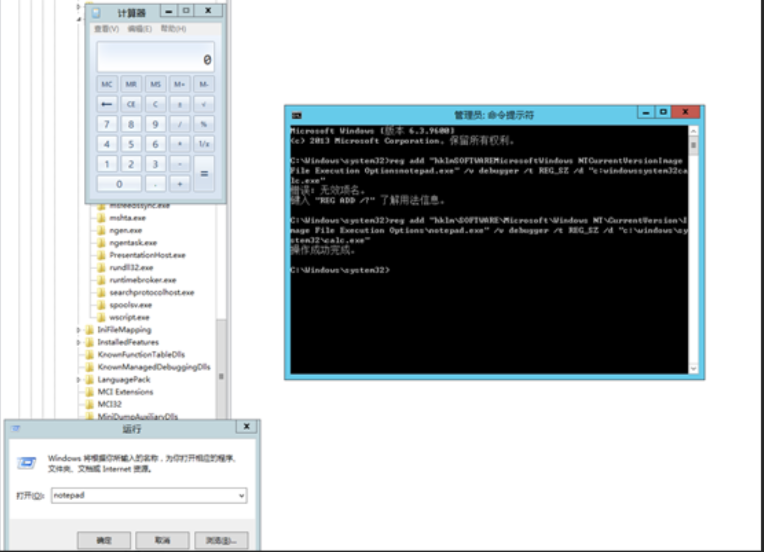 计算器
查看(V) 编辑(E) 帮助(H)
0
MC MR MS M+ M-
← CE C ± √
7 8 9 / %
4 5 6 * 1/x
1 2 3 - =
0 . +
msfeedssync.exe
mshta.exe
ngen.exe
ngentask.exe
PresentationHost.exe
rundll32.exe
runtimebroker.exe
searchprotocolhost.exe
spoolsv.exe
wscript.exe
IniFileMapping
InstalledFeatures
KnownFunctionTableDlls
KnownManagedDebuggingDlls
LanguagePack
MCI Extensions
MCI32
MiniDumpAuxiliaryDlls
运行
Windows 将根据你所输入的名称，为你打开相应的程序、
文件夹、文档或 Internet 资源。
打开(O): notepad
确定 取消 浏览(B)...
管理员: 命令提示符
Microsoft Windows [版本 6.3.9600]
(c) 2013 Microsoft Corporation。保留所有权利。
C:\Windows\system32>reg add "hklmSOFTWAREMicrosoftWindows NTCurrentVersionImage
File Execution Optionsnotepad.exe" /v debugger /t REG_SZ /d "c:windowssystem32ca
lc.exe"
错误: 无效项名。
键入 "REG ADD /?" 了解用法信息。
C:\Windows\system32>reg add "hklm\SOFTWARE\Microsoft\Windows NT\CurrentVersion\I
mage File Execution Options\notepad.exe" /v debugger /t REG_SZ /d "c:\windows\sy
stem32\calc.exe"
操作成功完成。
C:\Windows\system32>